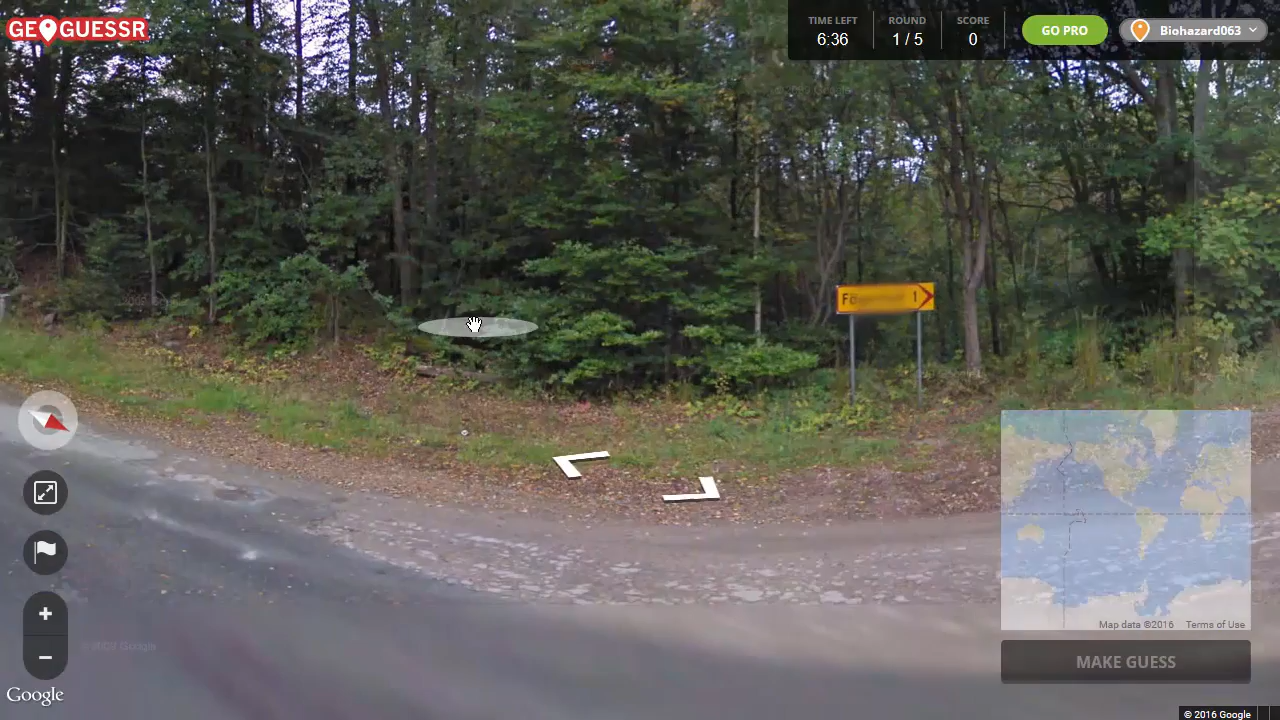 GEOGUESSR
TIME LEFT
6:36
ROUND
1 / 5
SCORE
0
GO PRO
Biohazard063
1
Map data ©2016 Terms of Use
MAKE GUESS
Google
© 2016 Google